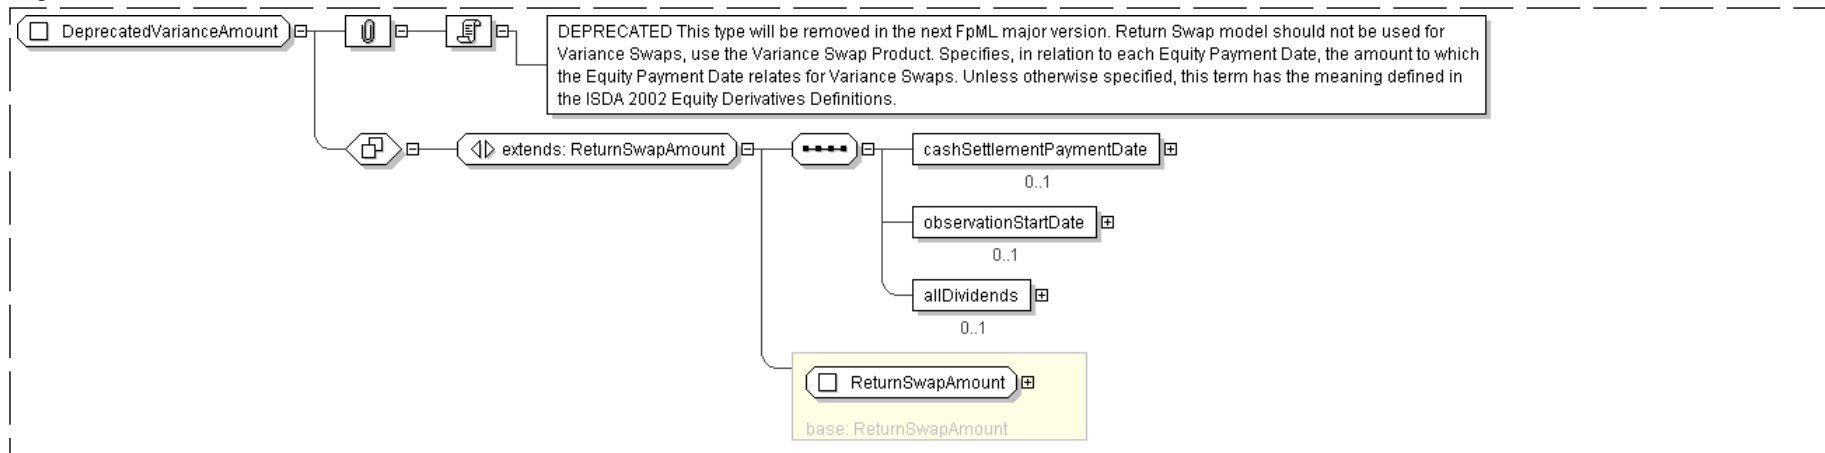 DeprecatedVarianceAmount
DEPRECATED This type will be removed in the next FpML major version. Return Swap model should not be used for
Variance Swaps, use the Variance Swap Product. Specifies, in relation to each Equity Payment Date, the amount to which
the Equity Payment Date relates for Variance Swaps. Unless otherwise specified, this term has the meaning defined in
the ISDA 2002 Equity Derivatives Definitions.
extends: ReturnSwapAmount
cashSettlementPaymentDate
0..1
observationStartDate
0..1
allDividends
0..1
ReturnSwapAmount
base: ReturnSwapAmount